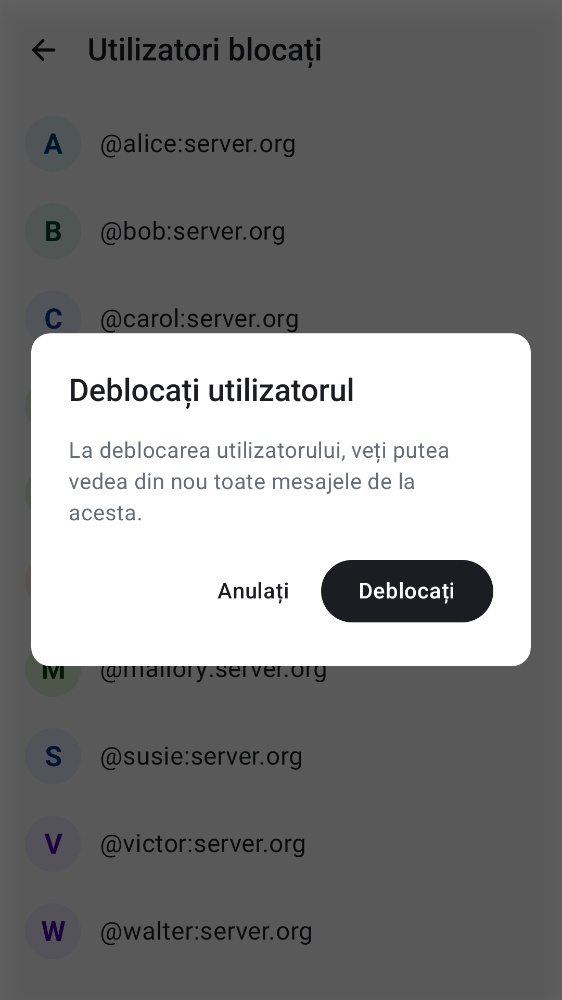 Utilizatori blocați
A @alice:server.org
B @bob:server.org
C @carol:server.org
Deblocați utilizatorul
La deblocarea utilizatorului, veți putea
vedea din nou toate mesajele de la
acesta.
Anulați
Deblocați
M @mallory:server.org
S @susie:server.org
V @victor:server.org
W @walter:server.org